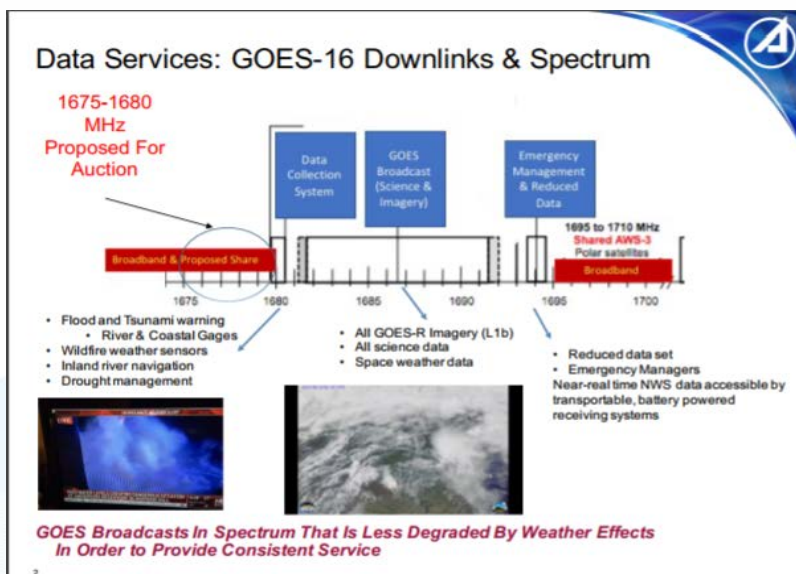 Data Services: GOES-16 Downlinks & Spectrum
1675-1680
MHz
Proposed For
Auction
Data
Collection
System
GOES
Broadcast
(Science &
Imagery)
Emergency
Management
& Reduced
Data
1695 to 1710 MHz
Shared AWS-3
Polar satellites
Broadband & Proposed Share
Broadband
1675
1680
1685
1690
1695
1700
• Flood and Tsunami warning
• River & Coastal Gages
• Wildfire weather sensors
• Inland river navigation
• Drought management
• All GOES-R Imagery (L1b)
• All science data
• Space weather data
• Reduced data set
• Emergency Managers
Near-real time NWS data accessible by
transportable, battery powered
receiving systems
LIVE
GOES Broadcasts In Spectrum That Is Less Degraded By Weather Effects
In Order to Provide Consistent Service